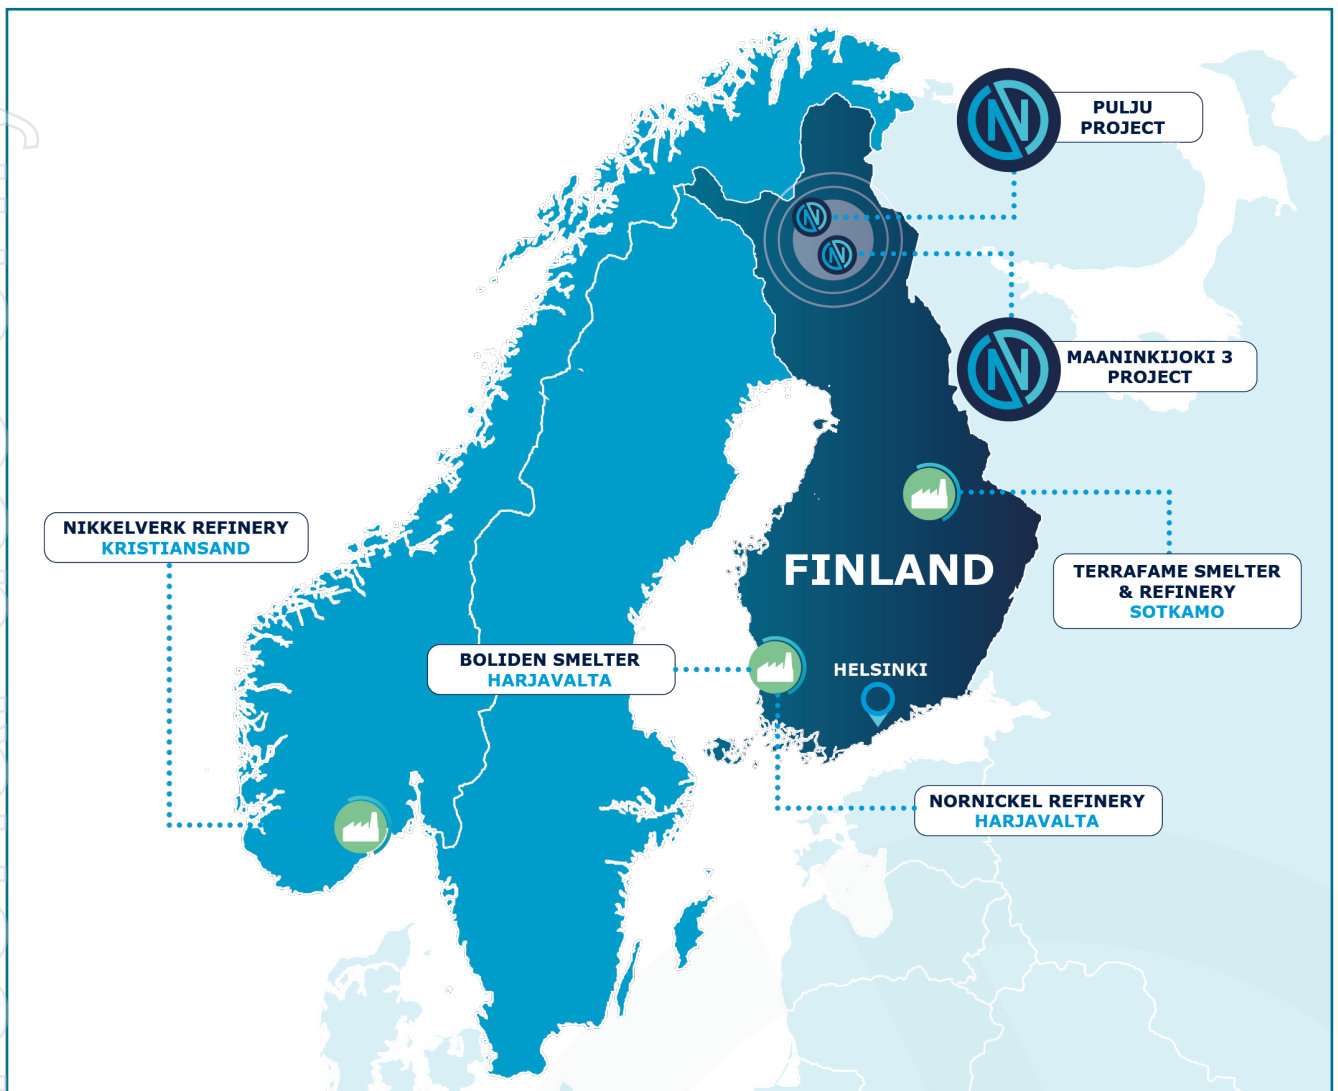 PULJU
PROJECT
MAANINKIJOKI 3
PROJECT
NIKKELVERK REFINERY
KRISTIANSAND
FINLAND
TERRAFAME SMELTER
& REFINERY
SOTKAMO
BOLIDEN SMELTER
HARJAVALTA
HELSINKI
NORNICKEL REFINERY
HARJAVALTA